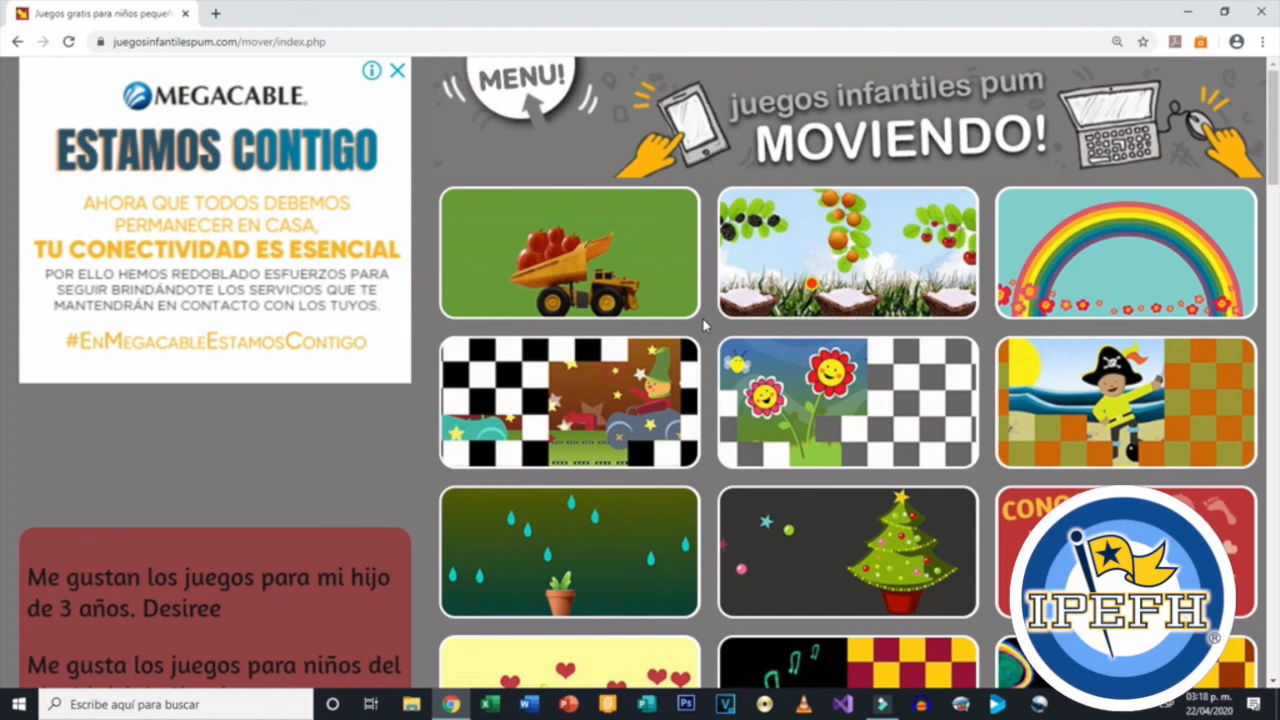 Juegos gratis para niños pequeñ
juegosinfantilespum.com/mover/index.php
MEGACABLE
ESTAMOS CONTIGO
AHORA QUE TODOS DEBEMOS
PERMANECER EN CASA,
TU CONECTIVIDAD ES ESENCIAL
POR ELLO HEMOS REDOBLADO ESFUERZOS PARA
SEGUIR BRINDÁNDOTE LOS SERVICIOS QUE TE
MANTENDRÁN EN CONTACTO CON LOS TUYOS.
#EnMegacableEstamosContigo
MENU!
juegos infantiles pum
MOVIENDO!
Me gustan los juegos para mi hijo
de 3 años. Desiree
Me gusta los juegos para niños del
CONG
IPEFH®
Escribe aquí para buscar
ESP
03:18 p. m.
22/04/2020